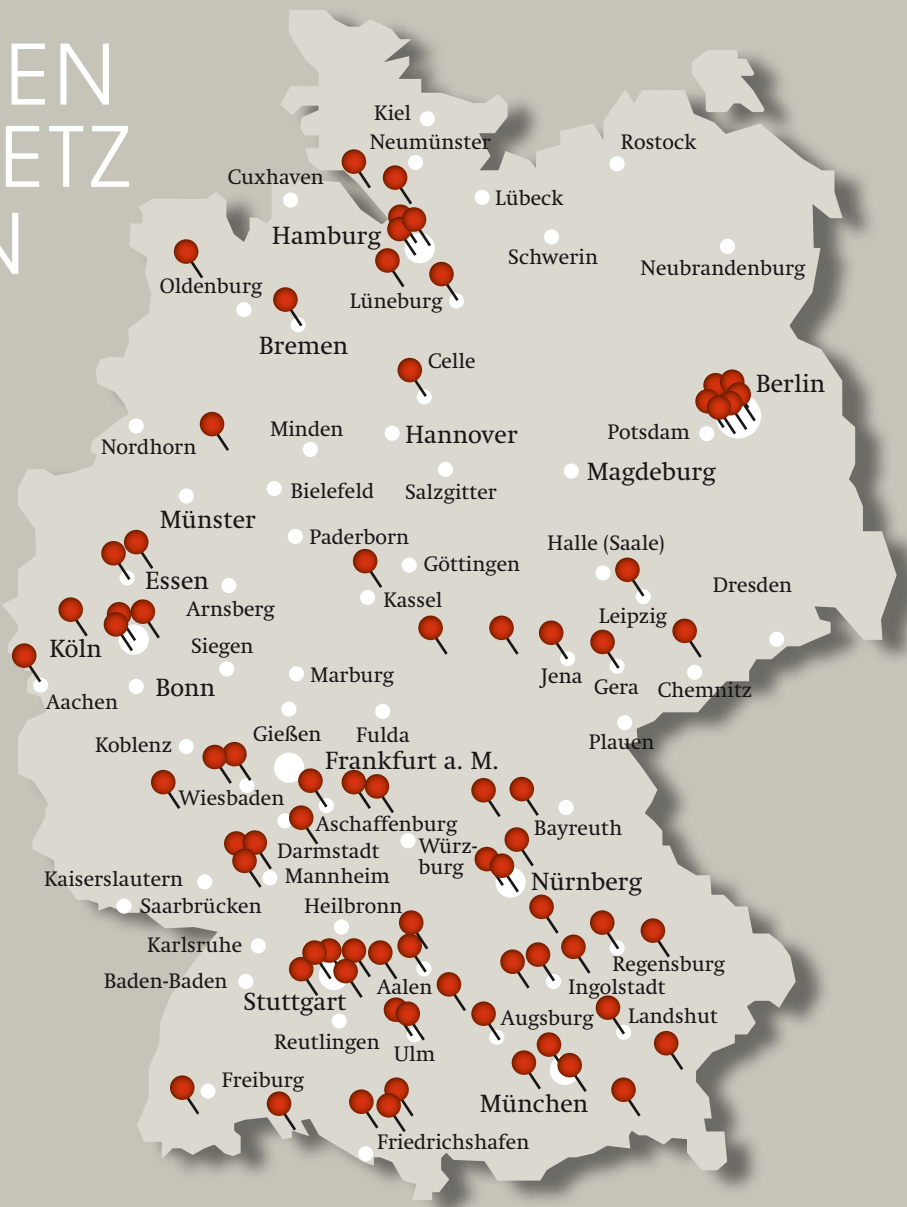 EN
ETZ
N
Kiel
Neumünster
Rostock
Cuxhaven
Lübeck
Hamburg
Schwerin
Neubrandenburg
Oldenburg
Lüneburg
Bremen
Celle
Berlin
Nordhorn
Minden
Hannover
Potsdam
Magdeburg
Bielefeld
Salzgitter
Münster
Paderborn
Göttingen
Halle (Saale)
Essen
Dresden
Arnsberg
Kassel
Leipzig
Köln
Siegen
Aachen
Bonn
Marburg
Jena
Gera
Chemnitz
Koblenz
Gießen
Fulda
Plauen
Frankfurt a. M.
Wiesbaden
Aschaffenburg
Bayreuth
Darmstadt
Würz-
burg
Kaiserslautern
Mannheim
Nürnberg
Saarbrücken
Heilbronn
Karlsruhe
Regensburg
Baden-Baden
Stuttgart
Aalen
Ingolstadt
Reutlingen
Ulm
Augsburg
Landshut
Freiburg
München
Friedrichshafen